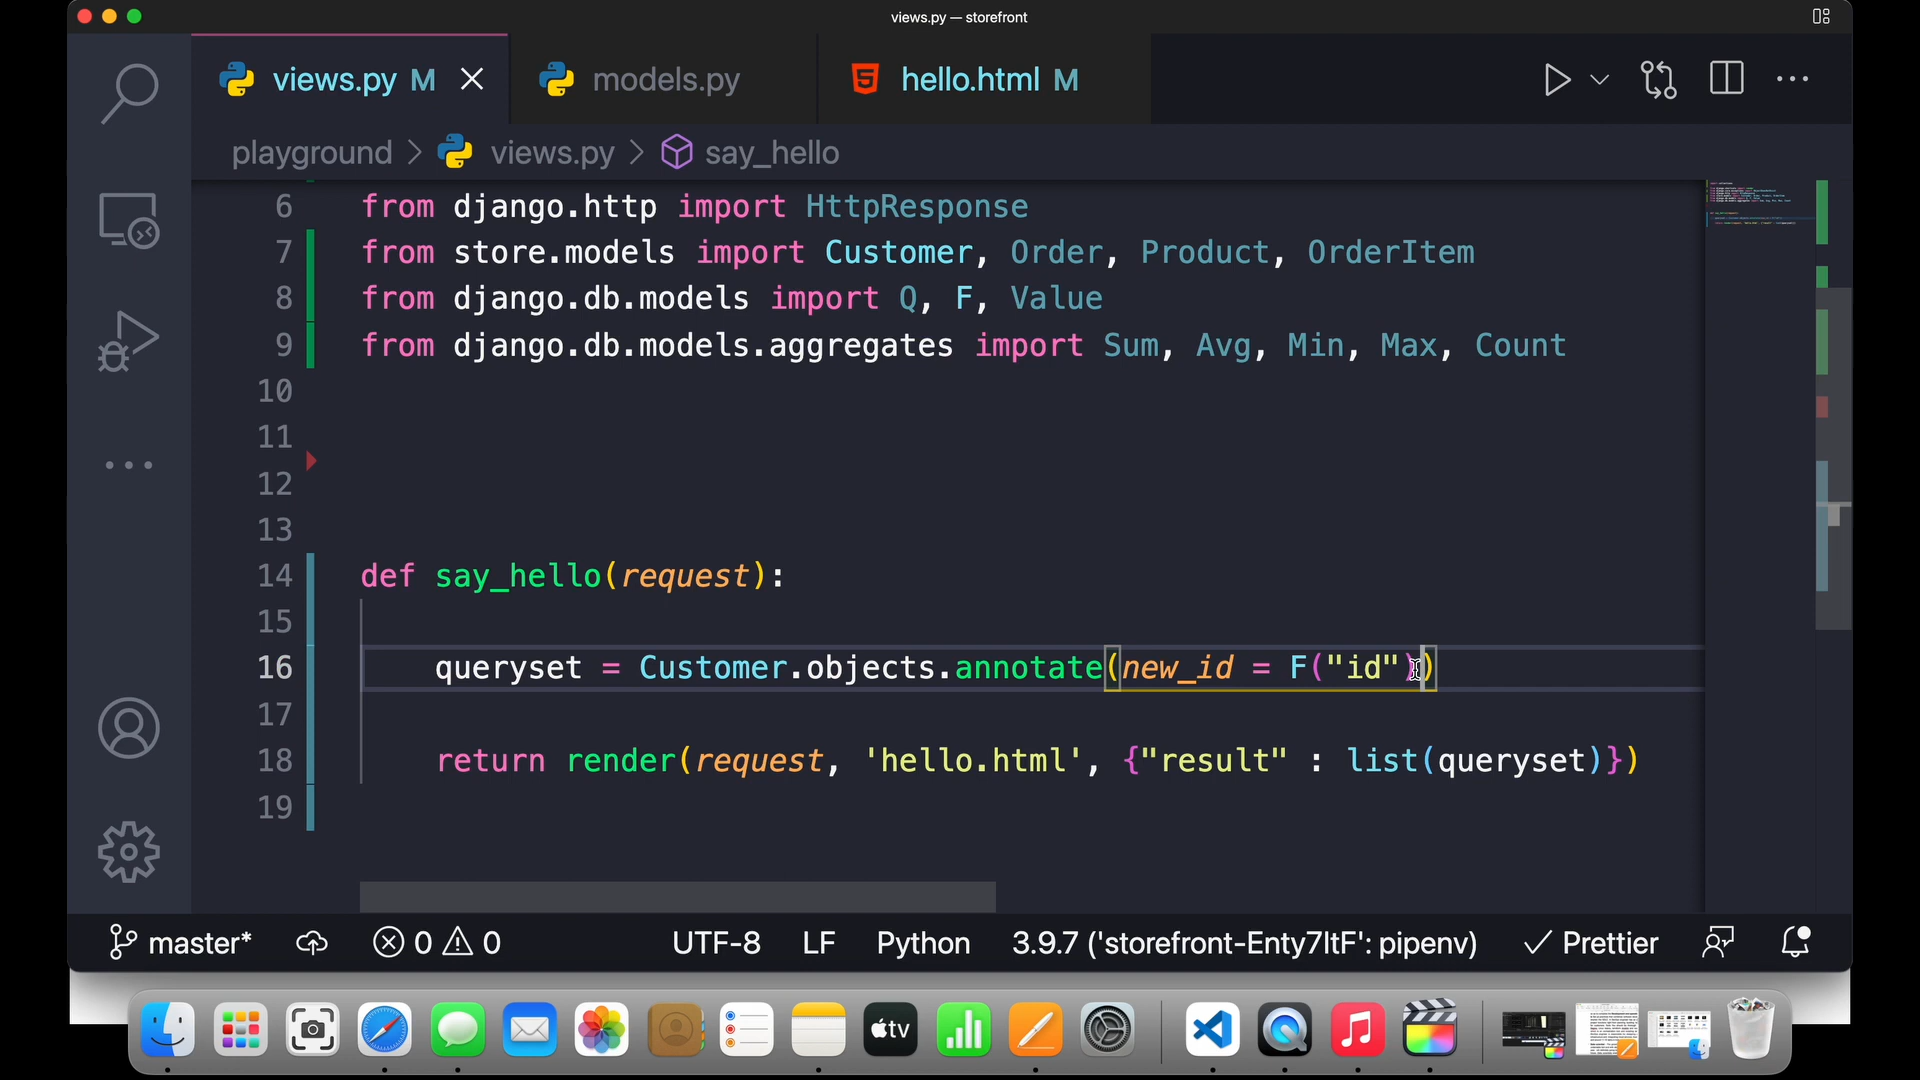 views.py — storefront
views.py M
models.py
hello.html M
playground > views.py > say_hello
6 from django.http import HttpResponse
7 from store.models import Customer, Order, Product, OrderItem
8 from django.db.models import Q, F, Value
9 from django.db.models.aggregates import Sum, Avg, Min, Max, Count
10
11
12
13
14 def say_hello(request):
15
16 queryset = Customer.objects.annotate(new_id = F("id"))
17
18 return render(request, 'hello.html', {"result" : list(queryset)})
19
master* 0 0 UTF-8 LF Python 3.9.7 ('storefront-Enty7ltF': pipenv) Prettier
tv